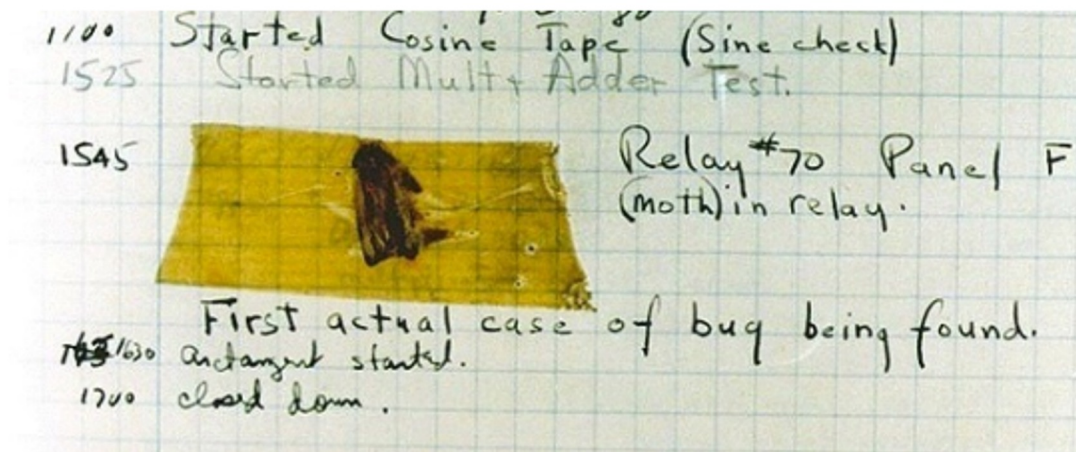 1100 Started Cosine Tape (Sine check)
1525 Started Mult + Adder Test.
1545 Relay #70 Panel F
(moth) in relay.
First actual case of bug being found.
1630 arctangent started.
1700 closed down.